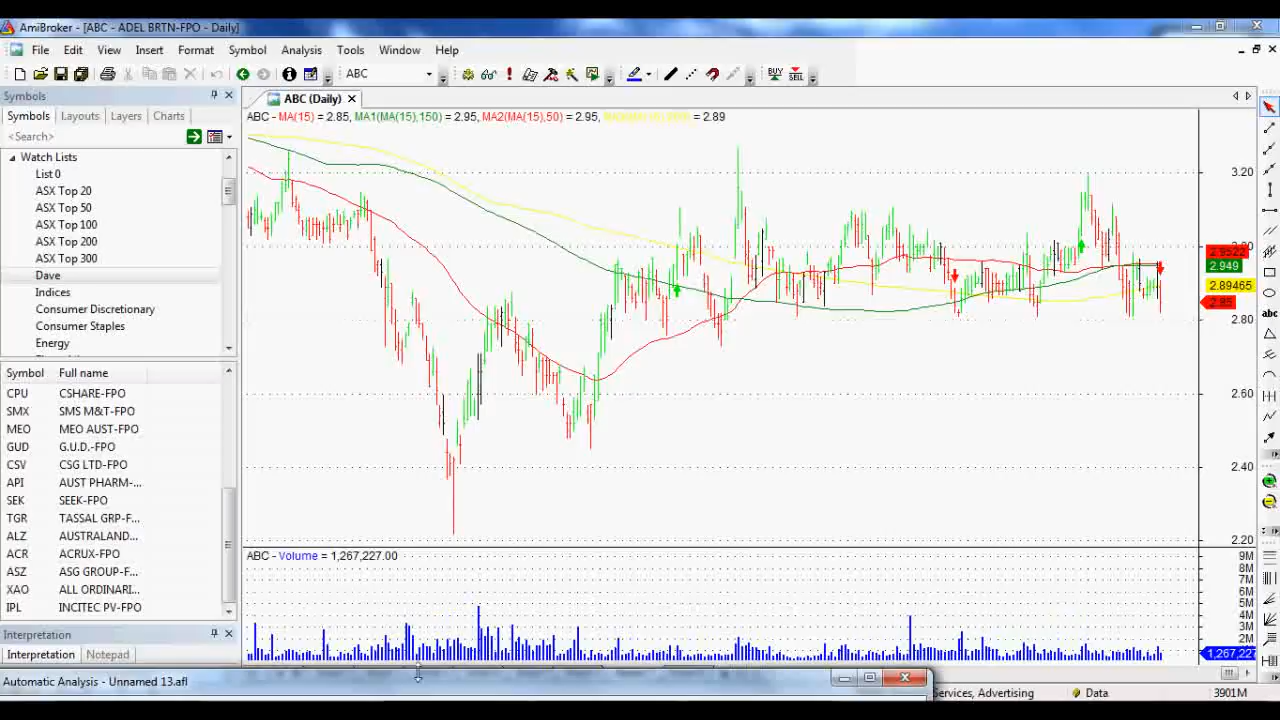 AmiBroker - [ABC - ADEL BRTN-FPO - Daily]
File Edit View Insert Format Symbol Analysis Tools Window Help
ABC
BUY SELL
Symbols
ABC (Daily)
Symbols Layouts Layers Charts
ABC - MA(15) = 2.85, MA1(MA(15),150) = 2.95, MA2(MA(15),50) = 2.95, = 2.89
<Search>
Watch Lists
List 0
ASX Top 20
ASX Top 50
ASX Top 100
ASX Top 200
ASX Top 300
Dave
Indices
Consumer Discretionary
Consumer Staples
Energy
3.20
2.9522
2.949
2.89465
2.85
2.80
2.60
2.40
2.20
abc
Symbol Full name
CPU CSHARE-FPO
SMX SMS M&T-FPO
MEO MEO AUST-FPO
GUD G.U.D.-FPO
CSV CSG LTD-FPO
API AUST PHARM-...
SEK SEEK-FPO
TGR TASSAL GRP-F...
ALZ AUSTRALAND...
ACR ACRUX-FPO
ASZ ASG GROUP-F...
XAO ALL ORDINARI...
IPL INCITEC PV-FPO
ABC - Volume = 1,267,227.00
9M
8M
7M
6M
5M
4M
3M
2M
1,267,227
Interpretation
Interpretation Notepad
Automatic Analysis - Unnamed 13.afl
ervices, Advertising Data 3901M